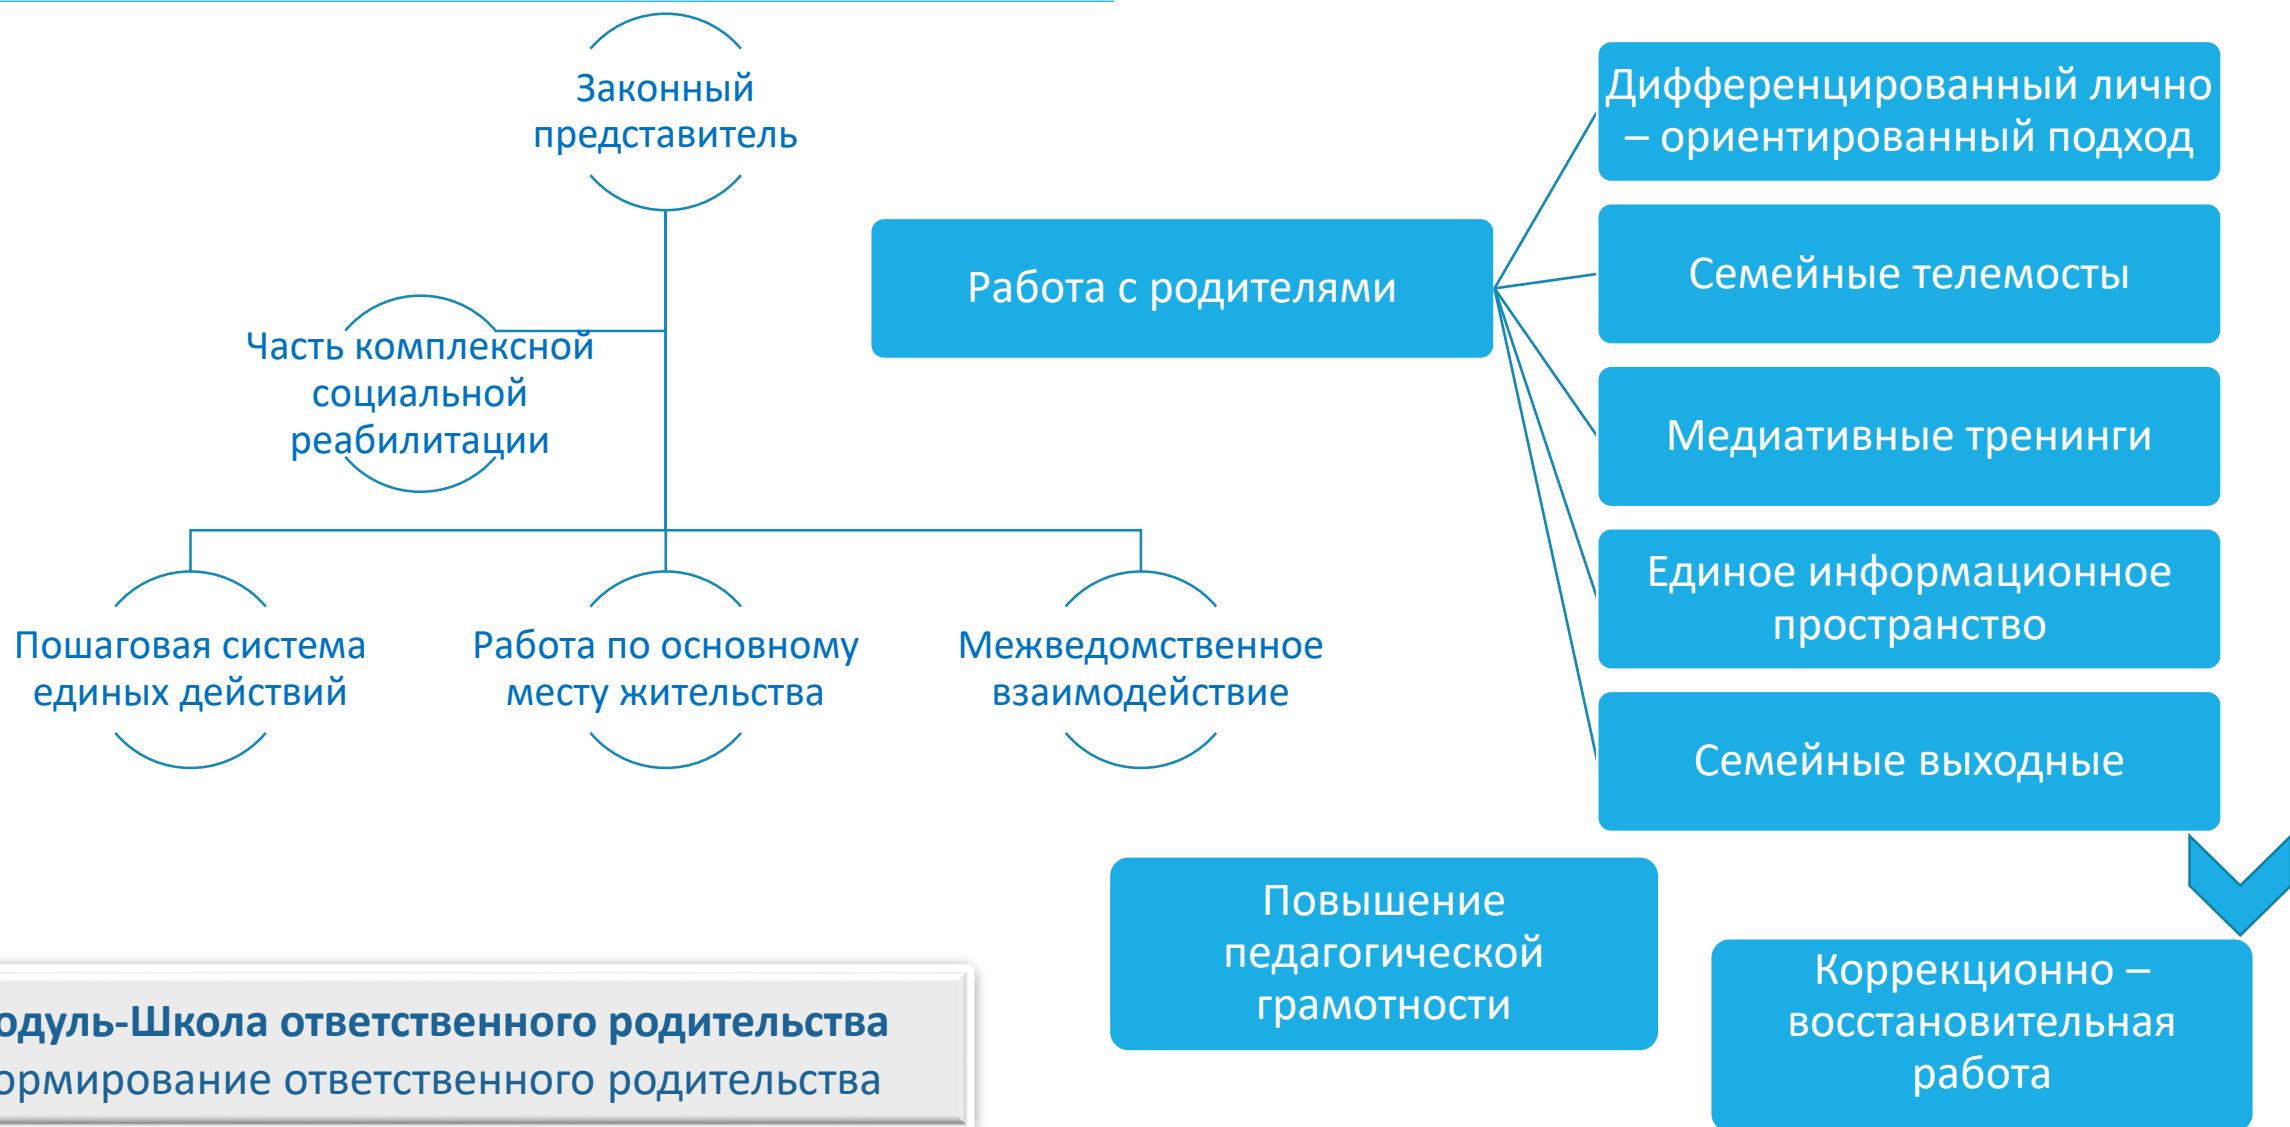 Законный
представитель
Часть комплексной
социальной
реабилитации
Пошаговая система
единых действий
Работа по основному
месту жительства
Межведомственное
взаимодействие
Работа с родителями
Дифференцированный лично
– ориентированный подход
Семейные телемосты
Медиативные тренинги
Единое информационное
пространство
Семейные выходные
Повышение
педагогической
грамотности
Коррекционно –
восстановительная
работа
одуль-Школа ответственного родительства
ормирование ответственного родительства